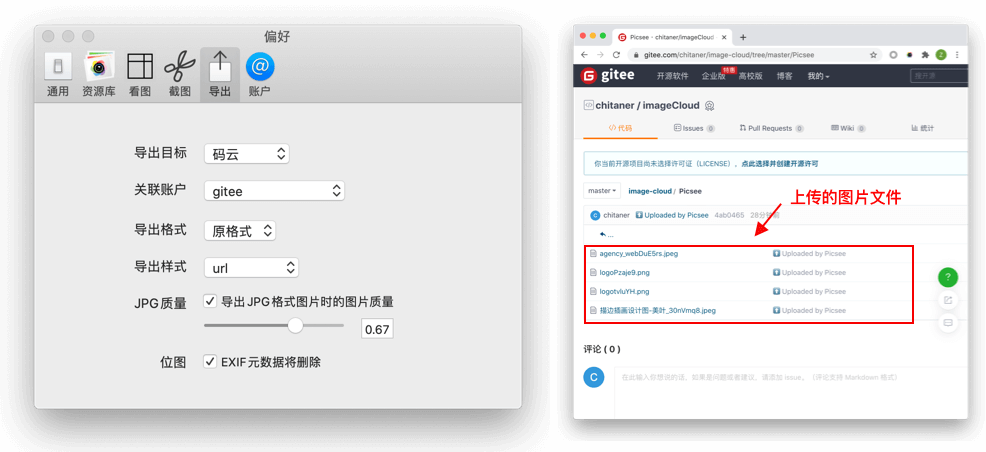 偏好
通用 资源库 看图 截图 导出 账户
导出目标 码云
关联账户 gitee
导出格式 原格式
导出样式 url
JPG质量 导出JPG格式图片时的图片质量
0.67
位图 EXIF元数据将删除
Picsee · chitaner/imageCloud
gitee.com/chitaner/image-cloud/tree/master/Picsee
gitee 开源软件 企业版 特惠 高校版 博客 我的 搜开源
chitaner / imageCloud
代码 Issues 0 Pull Requests 0 Wiki 0 统计
你当前开源项目尚未选择许可证（LICENSE），点此选择并创建开源许可
master image-cloud / Picsee
上传的图片文件
C chitaner Uploaded by Picsee 4ab0465 28分钟前
...
agency_webDuE5rs.jpeg Uploaded by Picsee
logoPzaje9.png Uploaded by Picsee
logotvluYH.png Uploaded by Picsee
描边插画设计图-美叶_30nVmq8.jpeg Uploaded by Picsee
评论 ( 0 )
C 在此输入你想说的话，如果是问题或者建议，请添加 Issue。（评论支持 Markdown 格式）